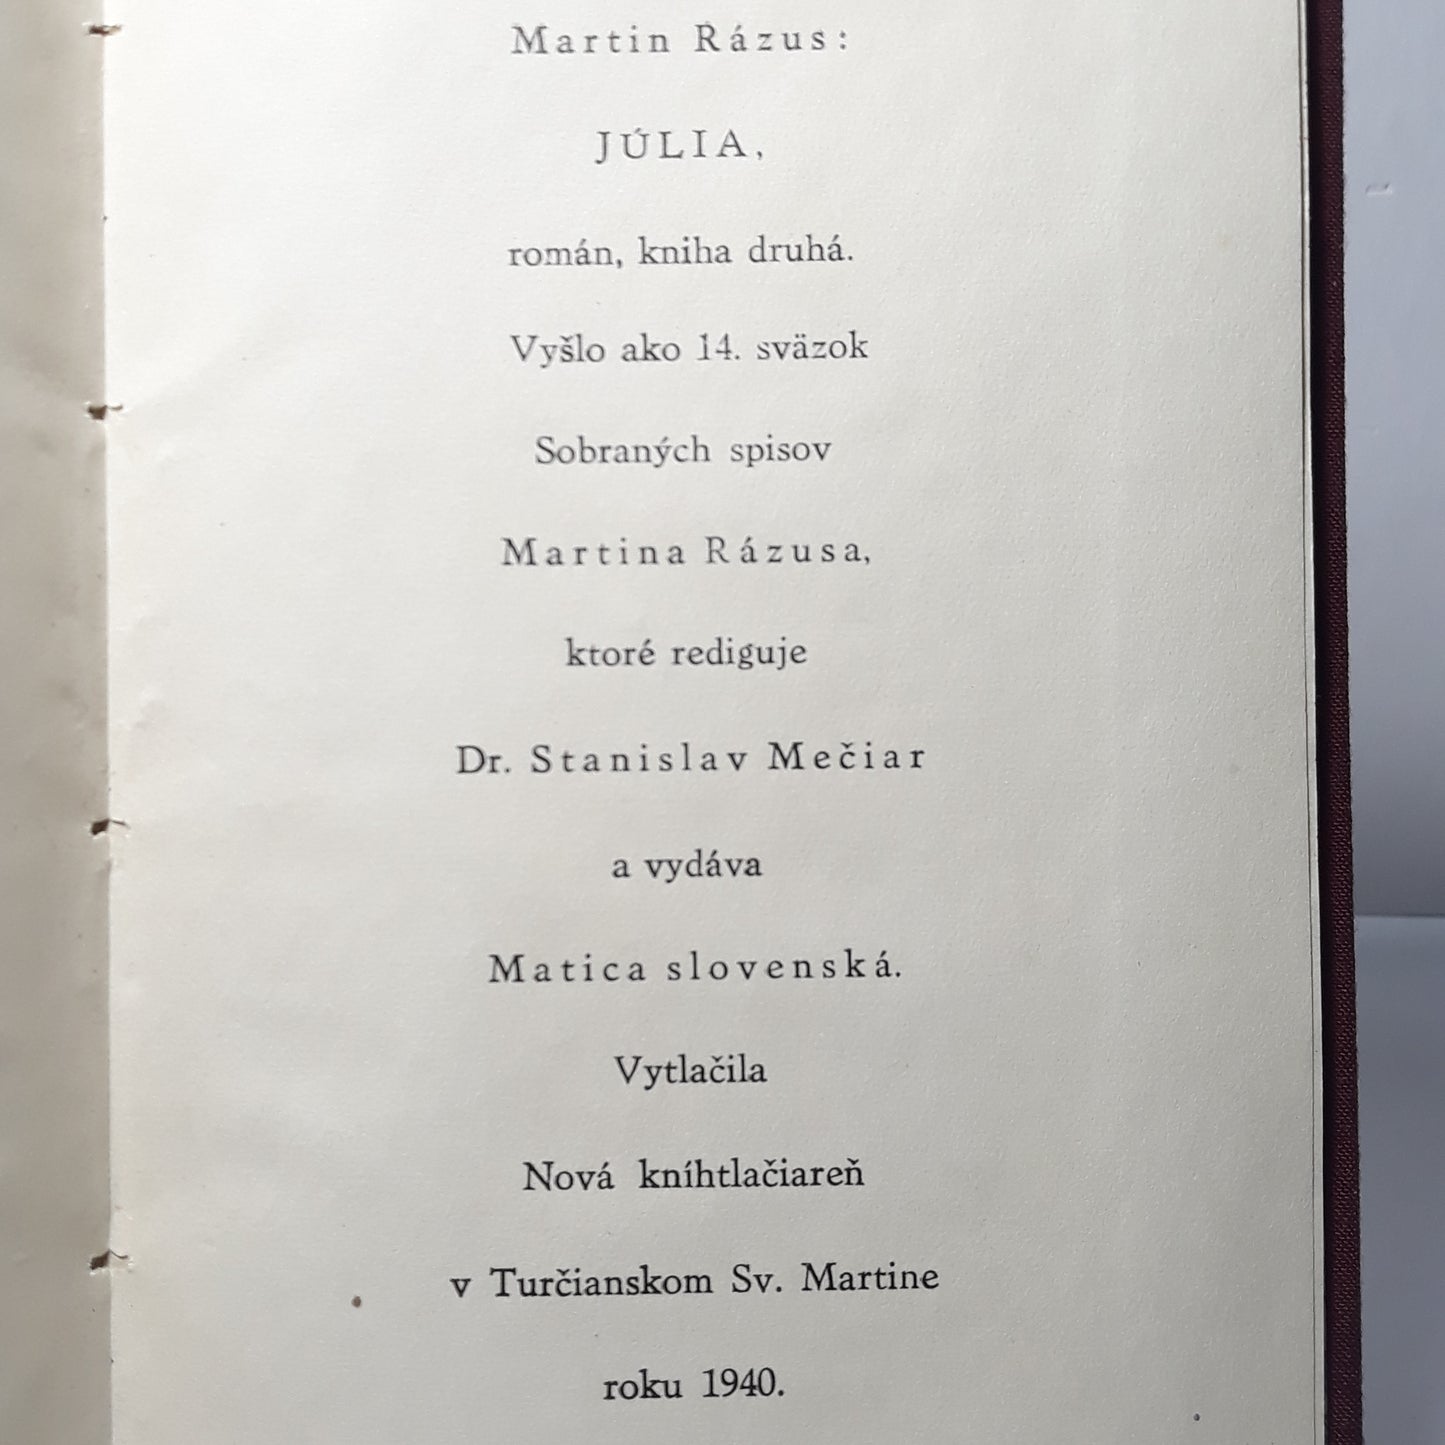 Martin Rázus:
JÚLIA,
román, kniha druhá.
Vyšlo ako 14. sväzok
Sobraných spisov
Martina Rázusa,
ktoré rediguje
Dr. Stanislav Mečiar
a vydáva
Matica slovenská.
Vytlačila
Nová kníhtlačiareň
v Turčianskom Sv. Martine
roku 1940.